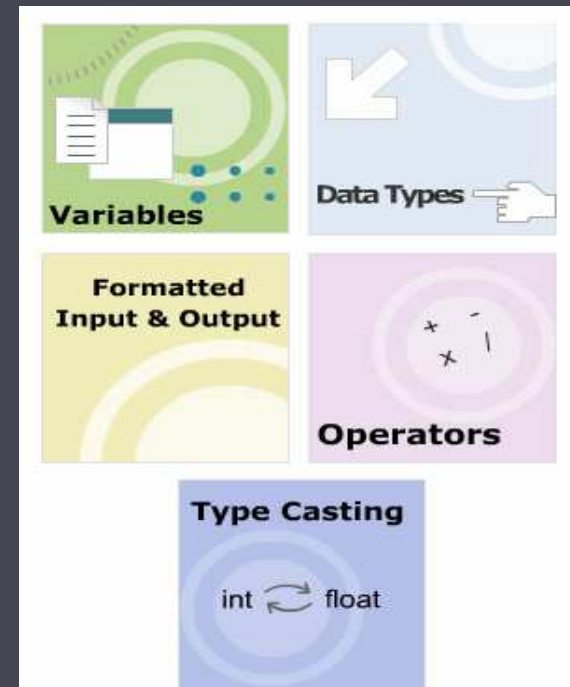 Variables
Data Types
Formatted
Input & Output
+ -
x /
Operators
Type Casting
int float